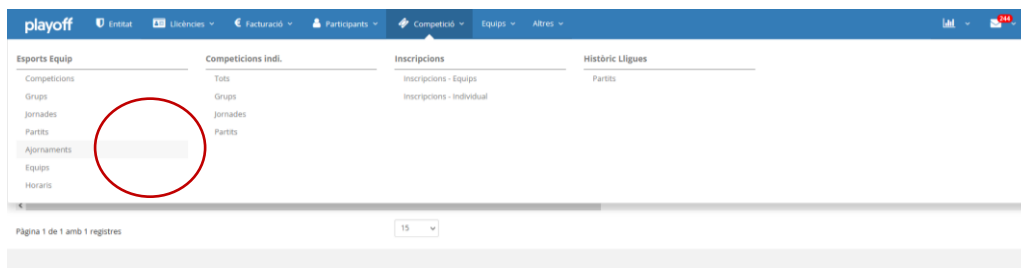 playoff Entitat Llicències Facturació Participants Competició Equips Altres 244
Esports Equip
Competicions
Grups
Jornades
Partits
Ajornaments
Equips
Horaris
Competicions indi.
Tots
Grups
Jornades
Partits
Inscripcions
Inscripcions - Equips
Inscripcions - Individual
Històric Lligues
Partits
Pàgina 1 de 1 amb 1 registres
15